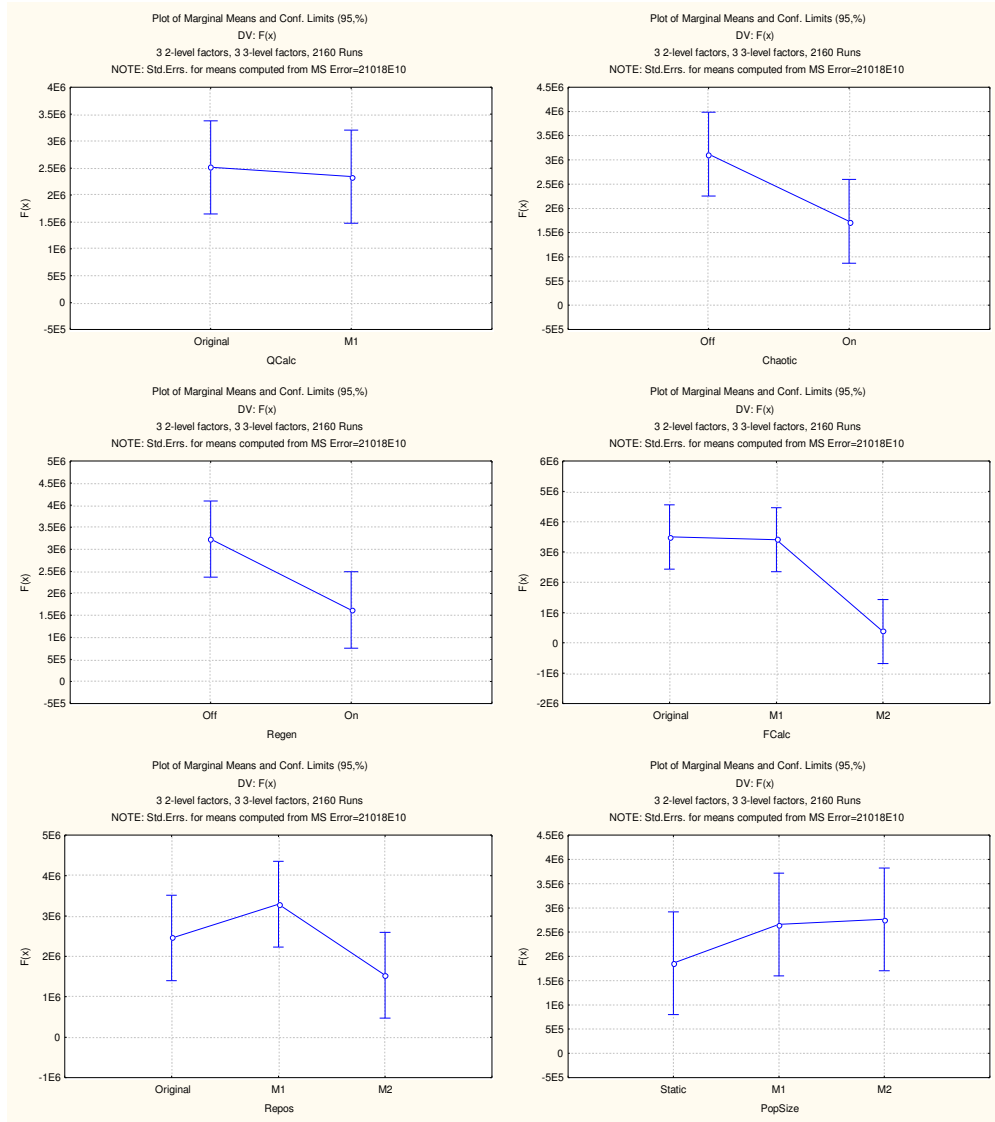 Plot of Marginal Means and Conf. Limits (95,%)
DV: F(x)
3 2-level factors, 3 3-level factors, 2160 Runs
NOTE: Std.Errs. for means computed from MS Error=21018E10
4E6
3.5E6
3E6
2.5E6
2E6
1.5E6
1E6
5E5
0
-5E5
F(x)
Original M1
QCalc
Plot of Marginal Means and Conf. Limits (95,%)
DV: F(x)
3 2-level factors, 3 3-level factors, 2160 Runs
NOTE: Std.Errs. for means computed from MS Error=21018E10
4.5E6
4E6
3.5E6
3E6
2.5E6
2E6
1.5E6
1E6
5E5
0
-5E5
F(x)
Off On
Chaotic
Plot of Marginal Means and Conf. Limits (95,%)
DV: F(x)
3 2-level factors, 3 3-level factors, 2160 Runs
NOTE: Std.Errs. for means computed from MS Error=21018E10
5E6
4.5E6
4E6
3.5E6
3E6
2.5E6
2E6
1.5E6
1E6
5E5
0
-5E5
F(x)
Off On
Regen
Plot of Marginal Means and Conf. Limits (95,%)
DV: F(x)
3 2-level factors, 3 3-level factors, 2160 Runs
NOTE: Std.Errs. for means computed from MS Error=21018E10
6E6
5E6
4E6
3E6
2E6
1E6
0
-1E6
-2E6
F(x)
Original M1 M2
FCalc
Plot of Marginal Means and Conf. Limits (95,%)
DV: F(x)
3 2-level factors, 3 3-level factors, 2160 Runs
NOTE: Std.Errs. for means computed from MS Error=21018E10
5E6
4E6
3E6
2E6
1E6
0
-1E6
F(x)
Original M1 M2
Repos
Plot of Marginal Means and Conf. Limits (95,%)
DV: F(x)
3 2-level factors, 3 3-level factors, 2160 Runs
NOTE: Std.Errs. for means computed from MS Error=21018E10
4.5E6
4E6
3.5E6
3E6
2.5E6
2E6
1.5E6
1E6
5E5
0
-5E5
F(x)
Static M1 M2
PopSize